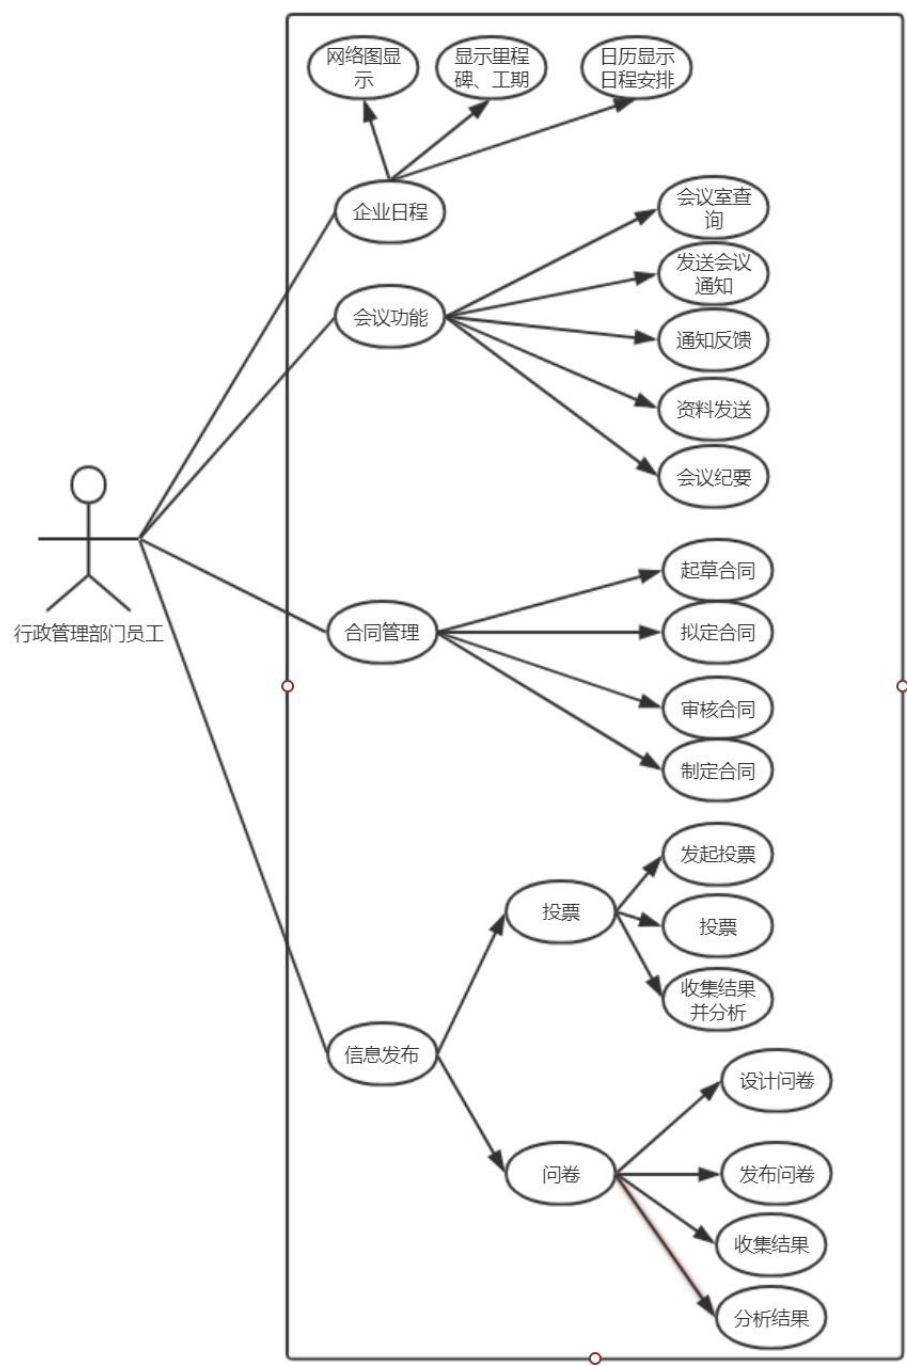 网络图显
示
显示里程
碑、工期
日历显示
日程安排
企业日程
会议室查
询
发送会议
通知
会议功能
通知反馈
资料发送
会议纪要
起草合同
行政管理部门员工
合同管理
拟定合同
审核合同
制定合同
发起投票
投票
投票
收集结果
并分析
信息发布
设计问卷
问卷
发布问卷
收集结果
分析结果